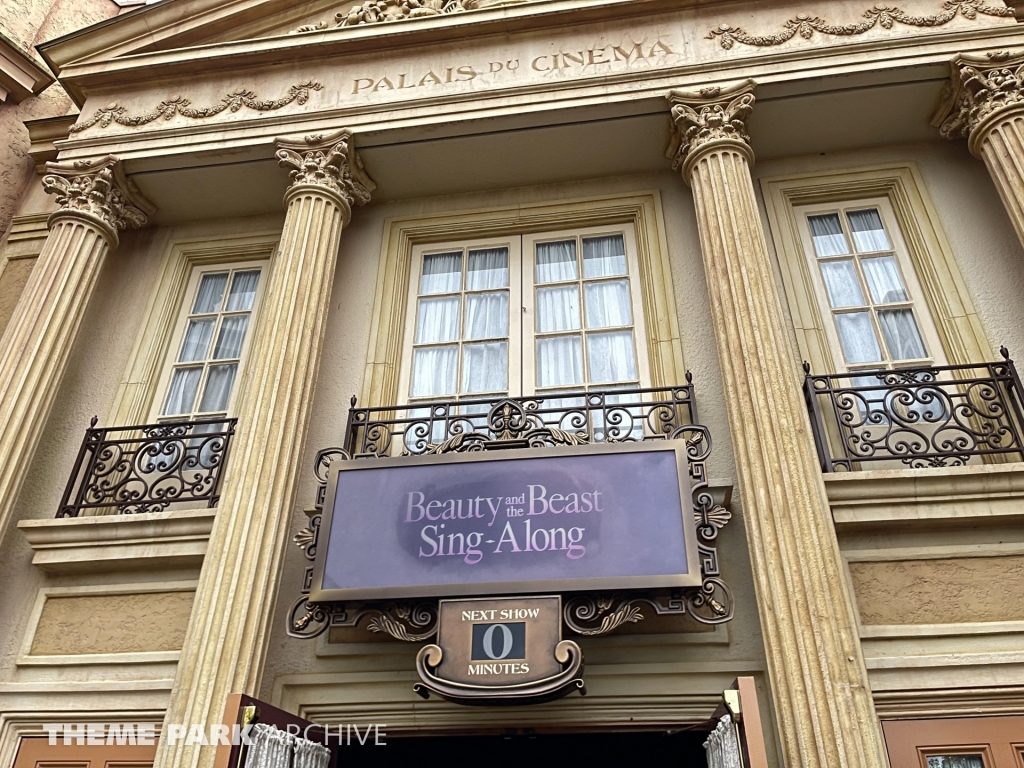 PALAIS DU CINEMA
Beauty and the Beast
Sing-Along
NEXT SHOW
0
MINUTES
THEME PARK ARCHIVE